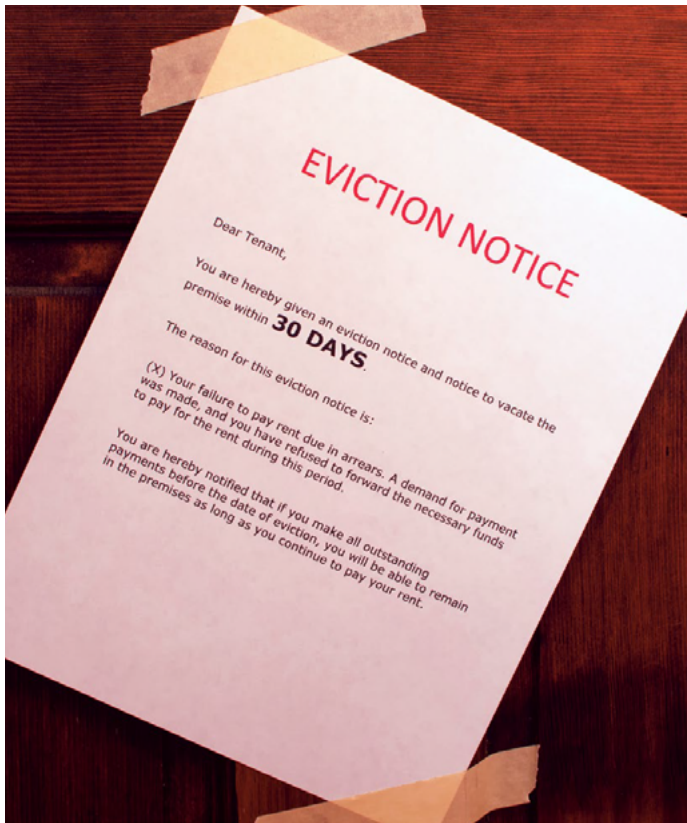 EVICTION NOTICE
Dear Tenant,
You are hereby given an eviction notice and notice to vacate the
premise within 30 DAYS.
The reason for this eviction notice is:
(X) Your failure to pay rent due in arrears. A demand for payment
was made, and you have refused to forward the necessary funds
to pay for the rent during this period.
You are hereby notified that if you make all outstanding
payments before the date of eviction, you will be able to remain
in the premises as long as you continue to pay your rent.